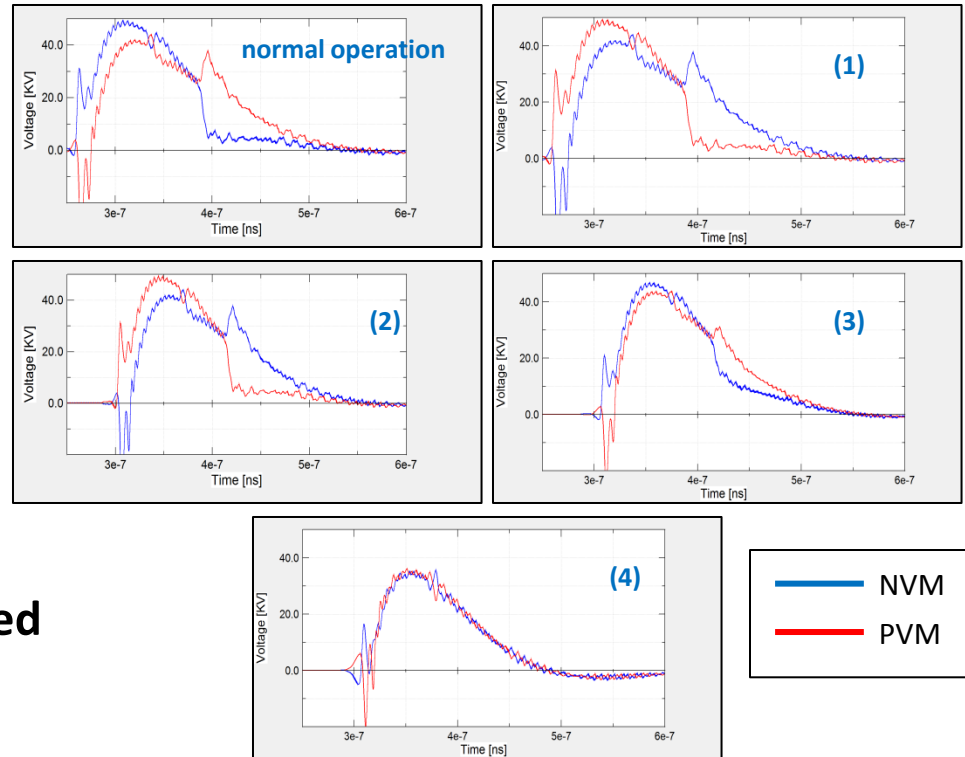 normal operation
Voltage [KV]
40.0
20.0
0.0
3e-7 4e-7 5e-7 6e-7
Time [ns]
(1)
Voltage [KV]
40.0
20.0
0.0
3e-7 4e-7 5e-7 6e-7
Time [ns]
(2)
Voltage [KV]
40.0
20.0
0.0
3e-7 4e-7 5e-7 6e-7
Time [ns]
(3)
Voltage [KV]
40.0
20.0
0.0
3e-7 4e-7 5e-7 6e-7
Time [ns]
ed
(4)
Voltage [KV]
40.0
20.0
0.0
3e-7 4e-7 5e-7 6e-7
Time [ns]
NVM
PVM